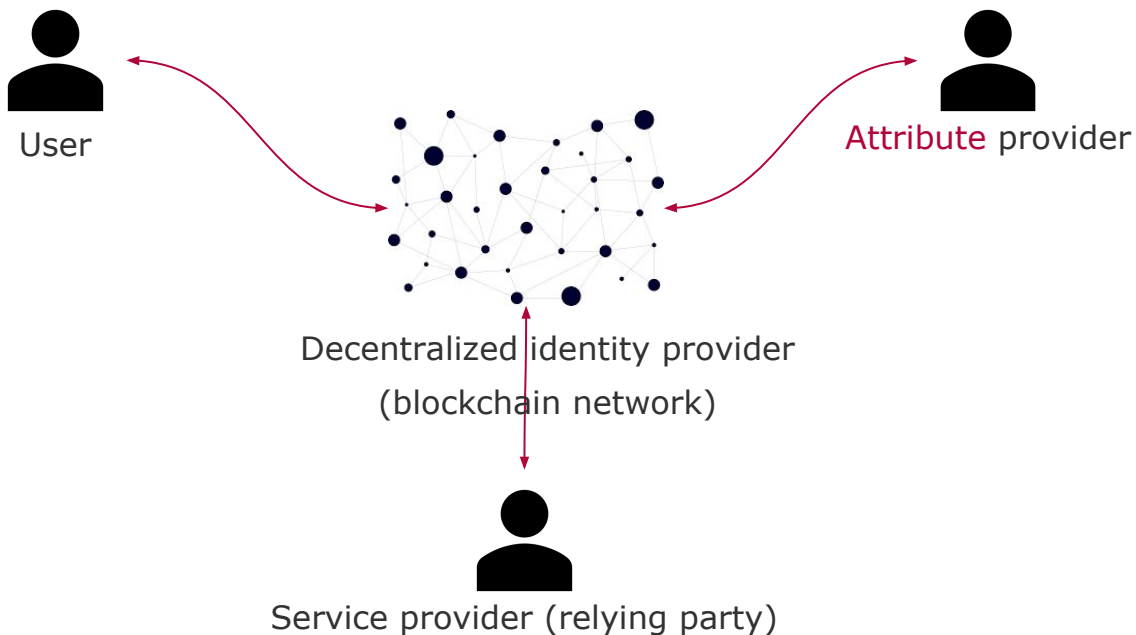 User
Attribute provider
Decentralized identity provider
(blockchain network)
Service provider (relying party)